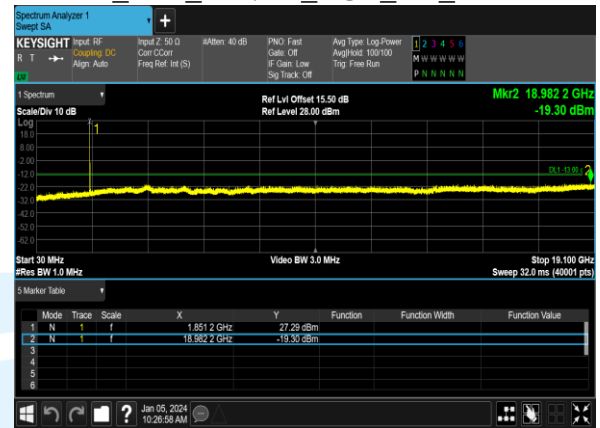 Spectrum Analyzer 1
Swept SA
KEYSIGHT
R T
LXI
Input: RF
Coupling: DC
Align: Auto
Input Z: 50 Ω
Corr CCorr
Freq Ref: Int (S)
#Atten: 40 dB
PNO: Fast
Gate: Off
IF Gain: Low
Sig Track: Off
Avg Type: Log-Power
Avg|Hold: 100/100
Trig: Free Run
1 2 3 4 5 6
M W W W W W
P N N N N N
1 Spectrum
Scale/Div 10 dB
Ref Lvl Offset 15.50 dB
Ref Level 28.00 dBm
Mkr2 18.982 2 GHz
-19.30 dBm
Log
1
18.0
8.00
-2.00
-12.0
-22.0
-32.0
-42.0
-52.0
-62.0
DL1 -13.00
2
Start 30 MHz
#Res BW 1.0 MHz
Video BW 3.0 MHz
Stop 19.100 GHz
Sweep 32.0 ms (40001 pts)
5 Marker Table
Mode Trace Scale X Y Function Function Width Function Value
1 N 1 f 1.851 2 GHz 27.29 dBm
2 N 1 f 18.982 2 GHz -19.30 dBm
3
4
5
6
?
Jan 05, 2024
10:26:58 AM